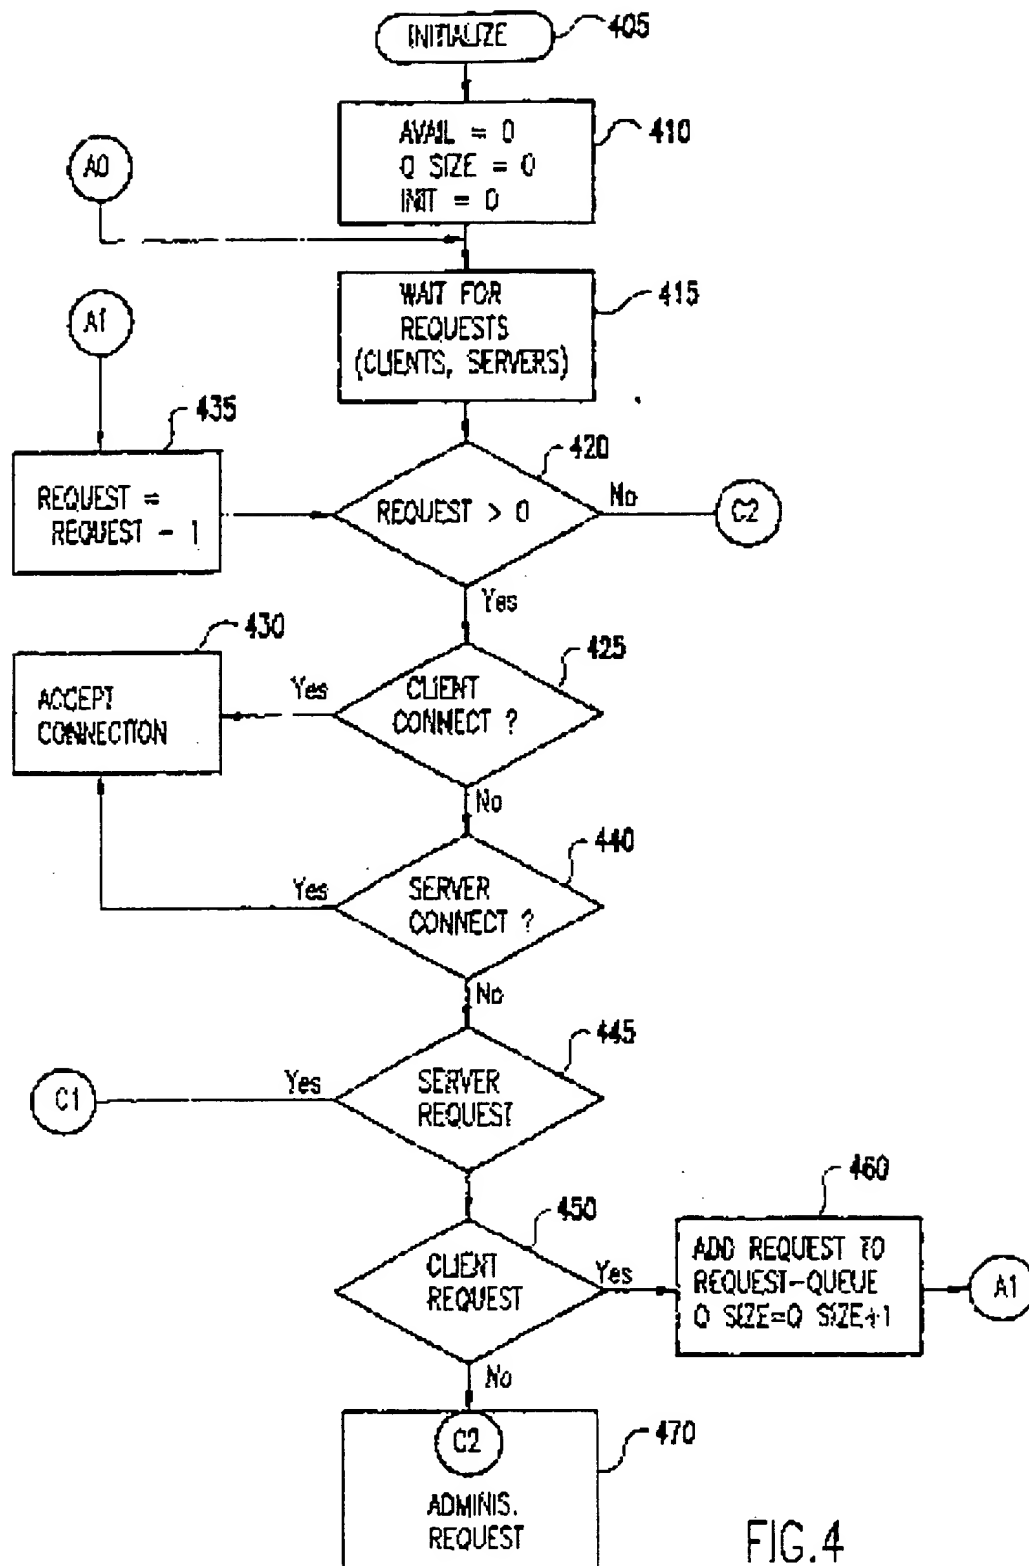 INITIALIZE
405
AVAIL = 0
Q SIZE = 0
INIT = 0
410
A0
WAIT FOR
REQUESTS
(CLIENTS, SERVERS)
415
A1
435
REQUEST =
REQUEST - 1
420
REQUEST > 0
No
C2
Yes
430
ACCEPT
CONNECTION
Yes
425
CLIENT
CONNECT ?
No
440
Yes
SERVER
CONNECT ?
No
445
C1
Yes
SERVER
REQUEST
450
CLIENT
REQUEST
Yes
460
ADD REQUEST TO
REQUEST-QUEUE
Q SIZE=Q SIZE+1
A1
No
C2
470
ADMINIS.
REQUEST
FIG.4